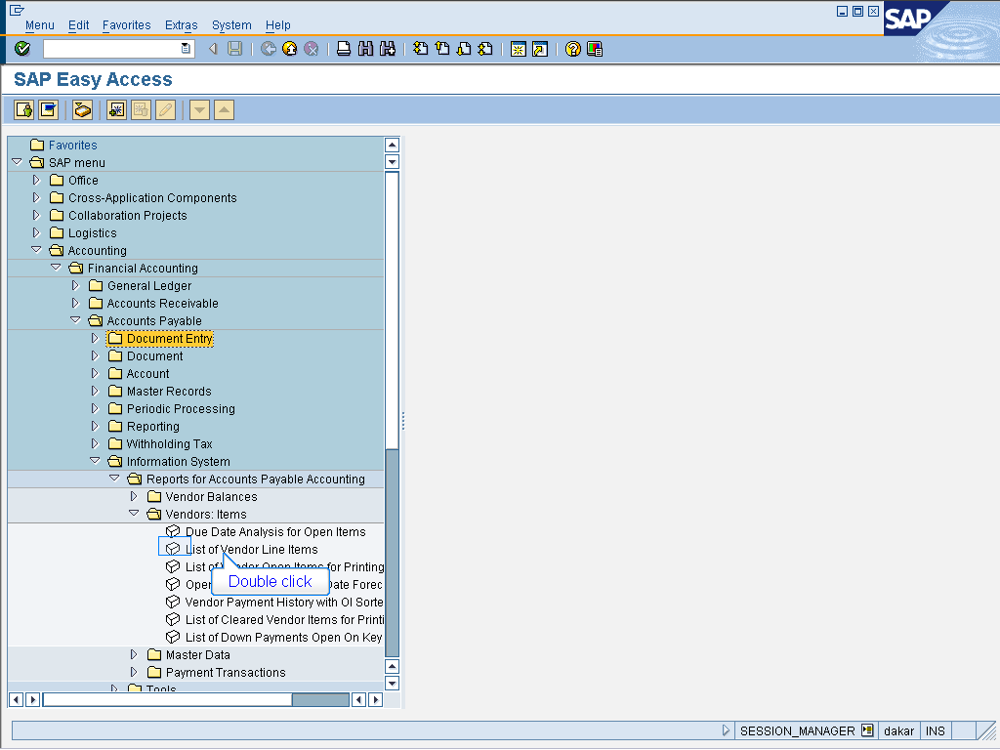 Menu Edit Favorites Extras System Help
SAP
SAP Easy Access
Favorites
SAP menu
Office
Cross-Application Components
Collaboration Projects
Logistics
Accounting
Financial Accounting
General Ledger
Accounts Receivable
Accounts Payable
Document Entry
Document
Account
Master Records
Periodic Processing
Reporting
Withholding Tax
Information System
Reports for Accounts Payable Accounting
Vendor Balances
Vendors: Items
Due Date Analysis for Open Items
List of Vendor Line Items
List of Vendor Open Items for Printing
Open Date Forec
Double click
Vendor Payment History with OI Sorte
List of Cleared Vendor Items for Printi
List of Down Payments Open On Key
Master Data
Payment Transactions
Tools
SESSION_MANAGER dakar INS